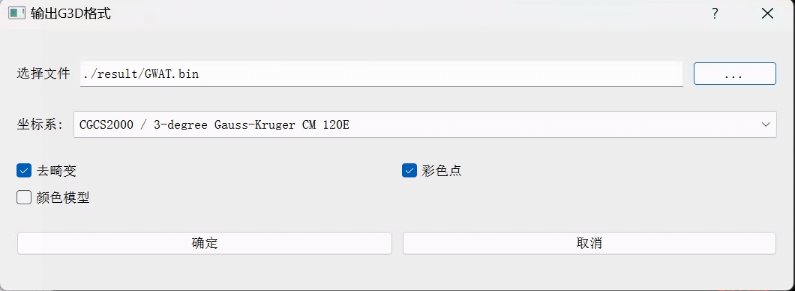 输出G3D格式
选择文件 ./result/GWAT.bin ...
坐标系: CGCS2000 / 3-degree Gauss-Kruger CM 120E
去畸变 彩色点
颜色模型
确定 取消